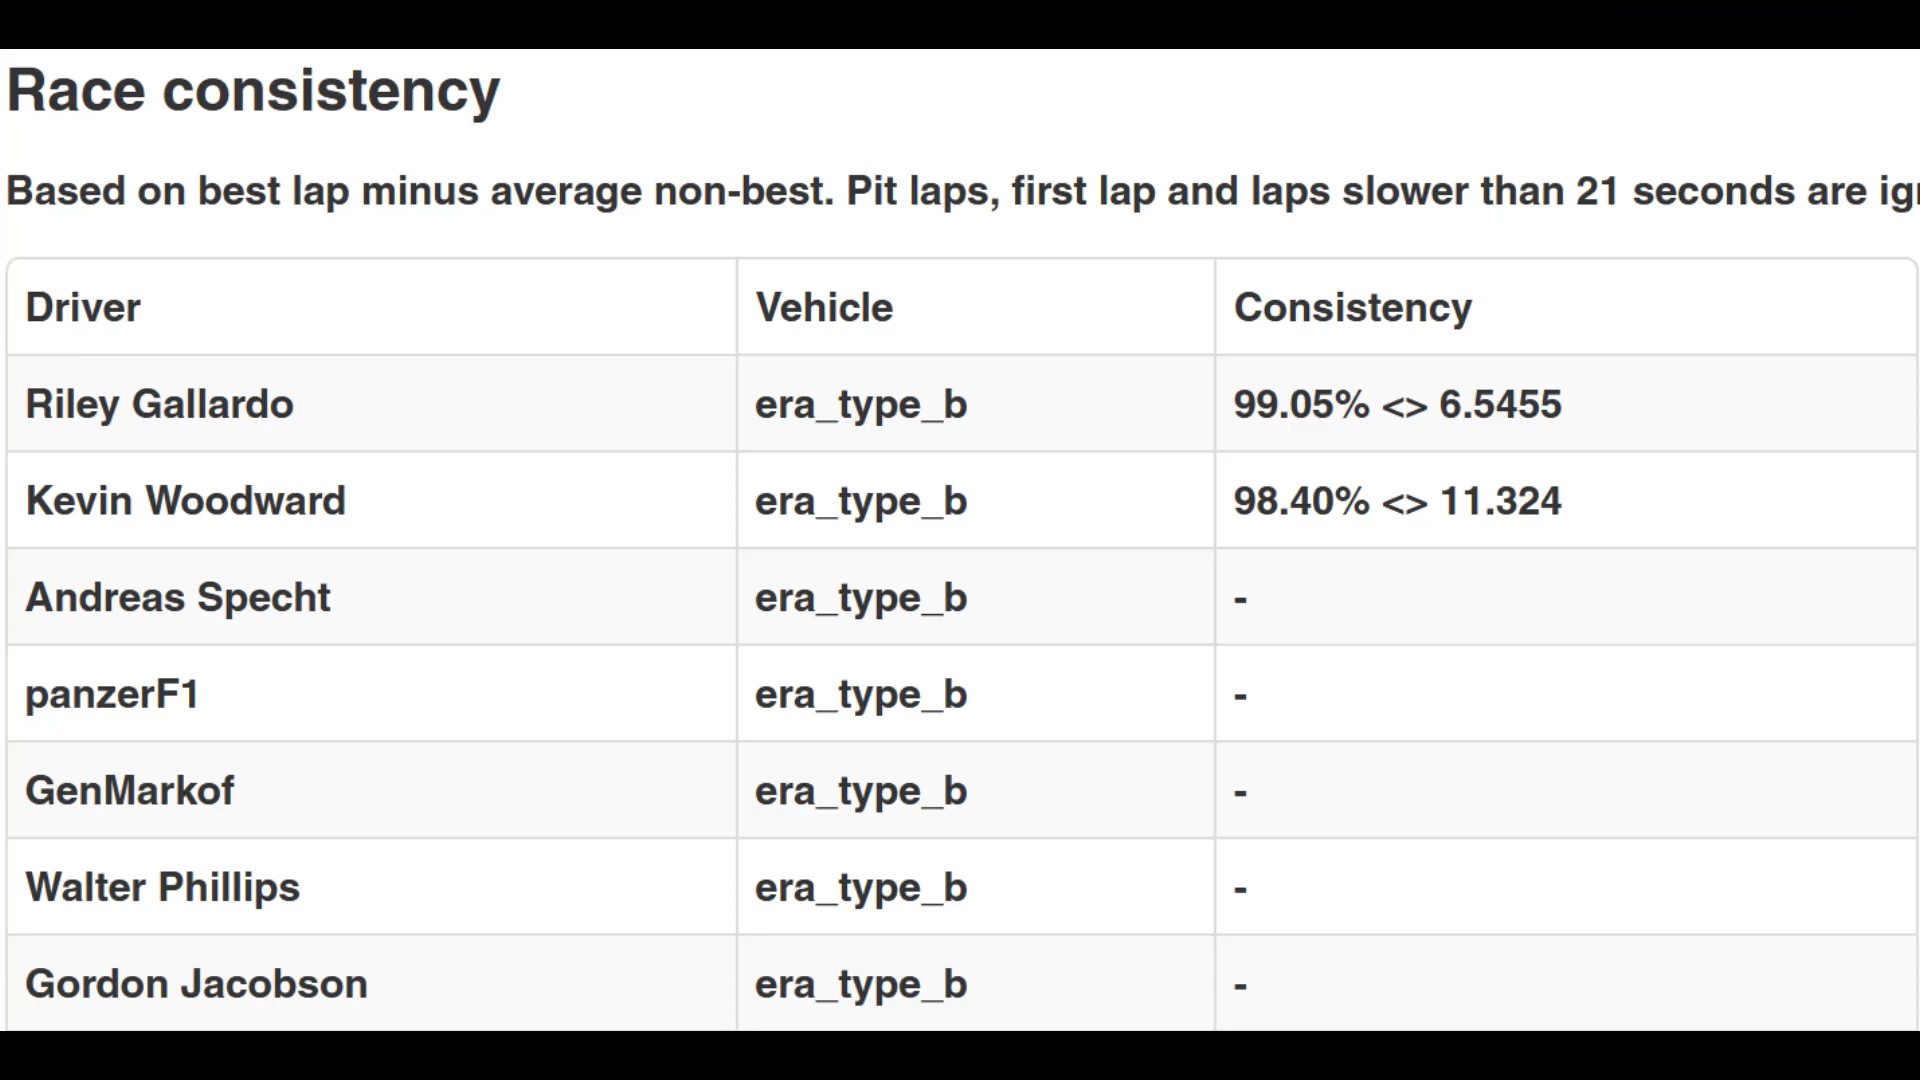 Race consistency
Based on best lap minus average non-best. Pit laps, first lap and laps slower than 21 seconds are
Driver Vehicle Consistency
Riley Gallardo era_type_b 99.05% <> 6.5455
Kevin Woodward era_type_b 98.40% <> 11.324
Andreas Specht era_type_b -
panzerF1 era_type_b -
GenMarkof era_type_b -
Walter Phillips era_type_b -
Gordon Jacobson era_type_b -